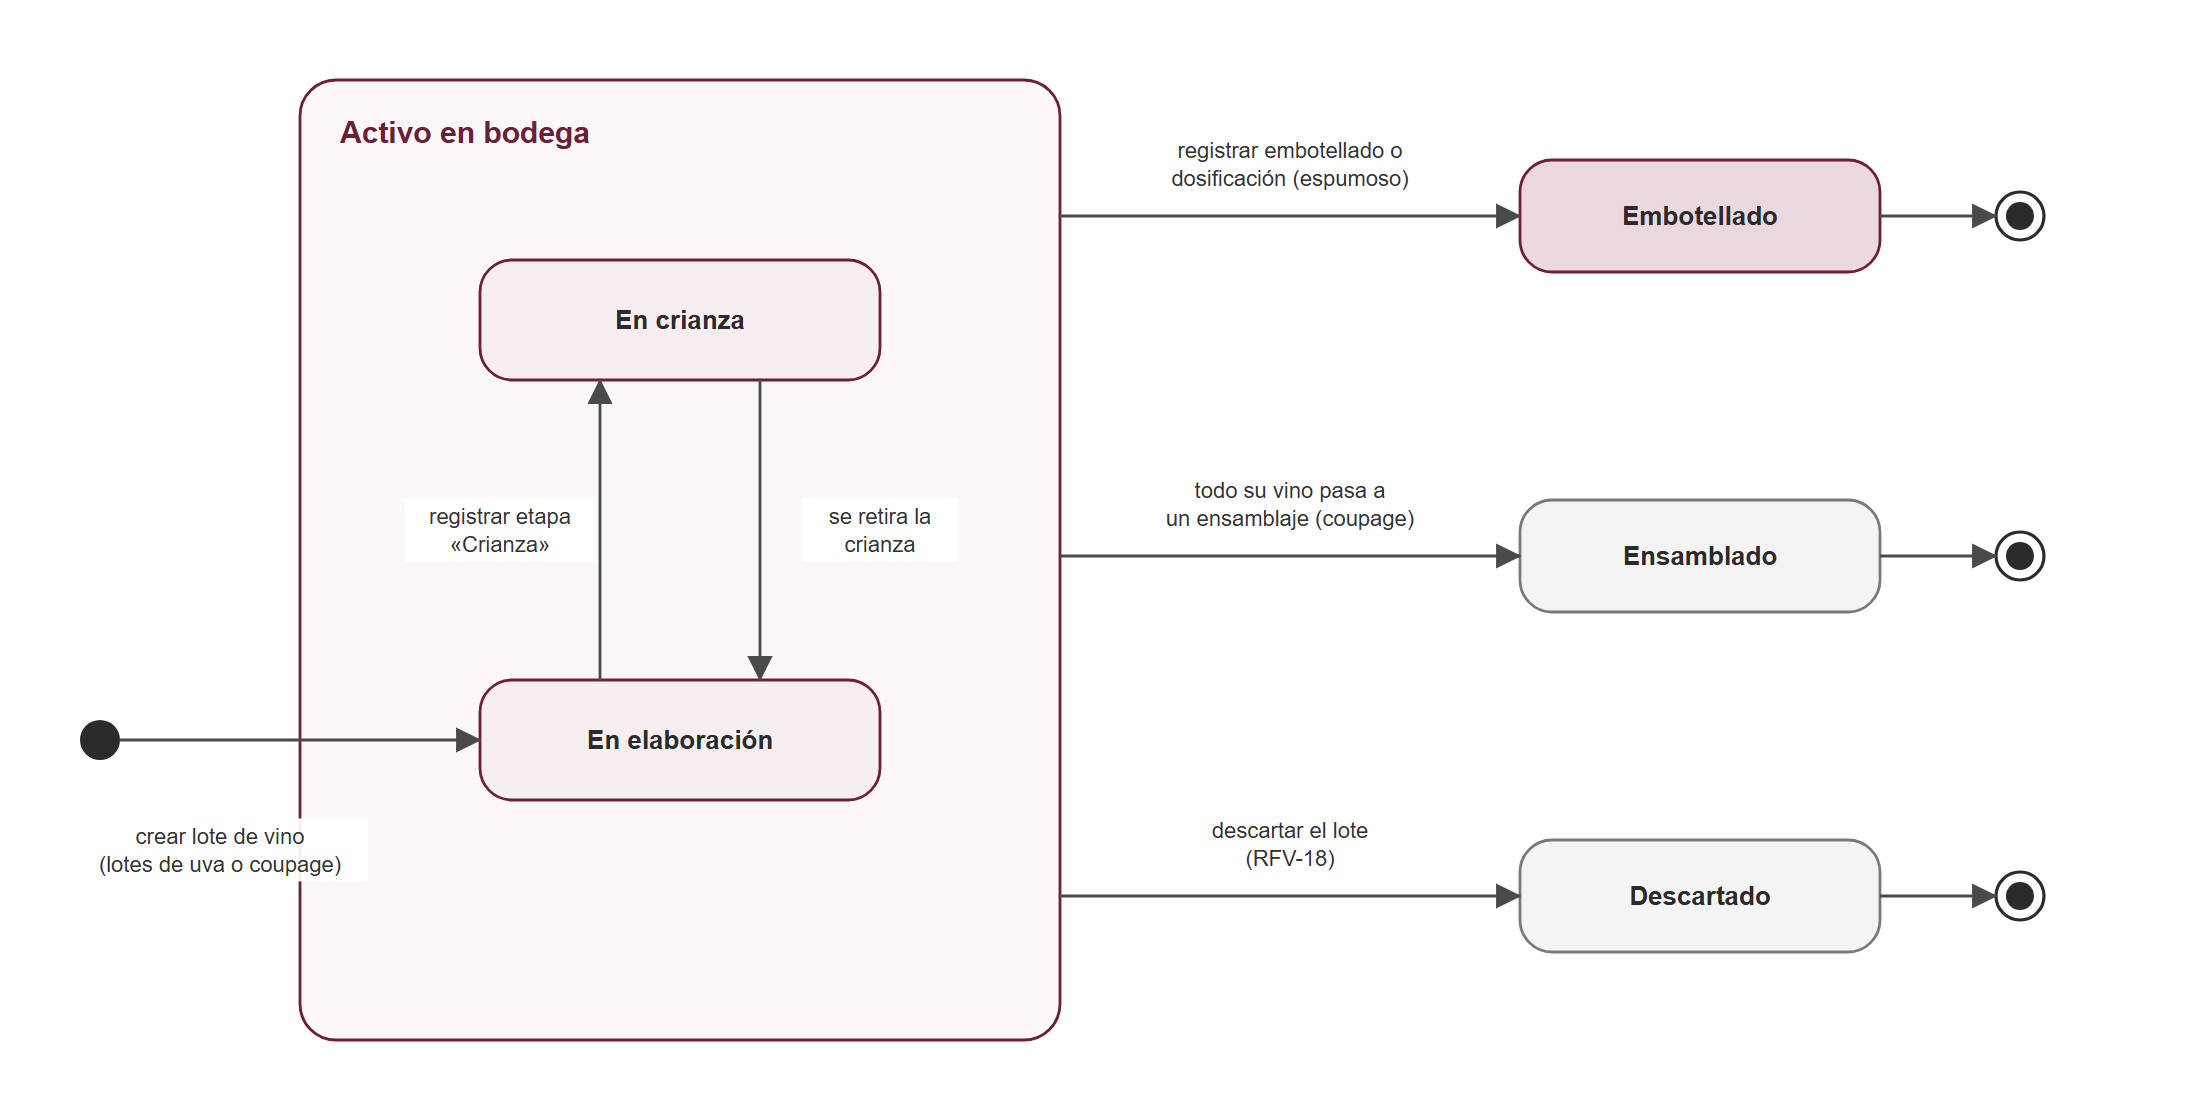 Activo en bodega
registrar embotellado o
dosificación (espumoso)
Embotellado
En crianza
todo su vino pasa a
un ensamblaje (coupage)
Ensamblado
registrar etapa
«Crianza»
se retira la
crianza
En elaboración
crear lote de vino
(lotes de uva o coupage)
descartar el lote
(RFV-18)
Descartado